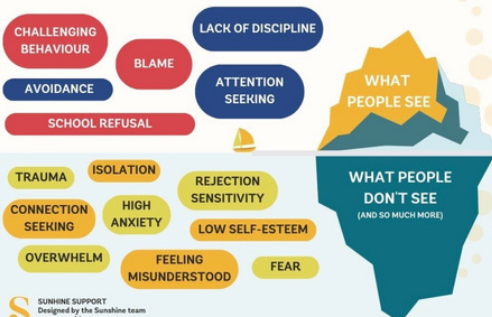 CHALLENGING
BEHAVIOUR
LACK OF DISCIPLINE
BLAME
AVOIDANCE
ATTENTION
SEEKING
SCHOOL REFUSAL
WHAT
PEOPLE SEE
TRAUMA
ISOLATION
REJECTION
SENSITIVITY
CONNECTION
SEEKING
HIGH
ANXIETY
LOW SELF-ESTEEM
OVERWHELM
FEELING
MISUNDERSTOOD
FEAR
WHAT PEOPLE
DON'T SEE
(AND SO MUCH MORE)
S
SUNHINE SUPPORT
Designed by the Sunshine team